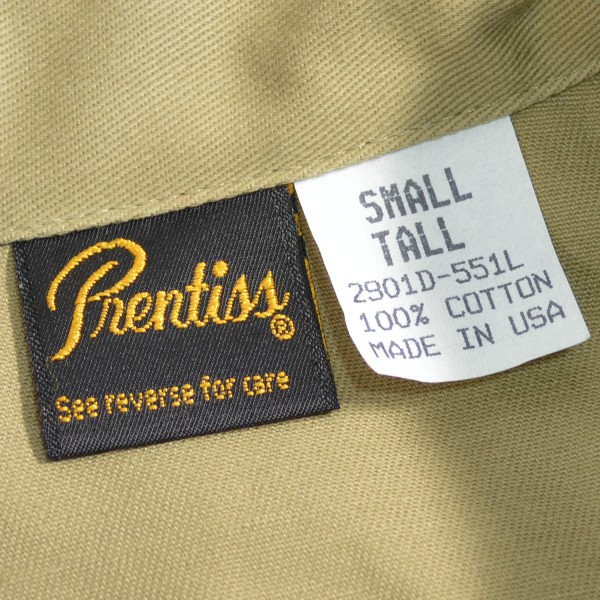 Prentiss®
See reverse for care
SMALL
TALL
2901D-551L
100% COTTON
MADE IN USA